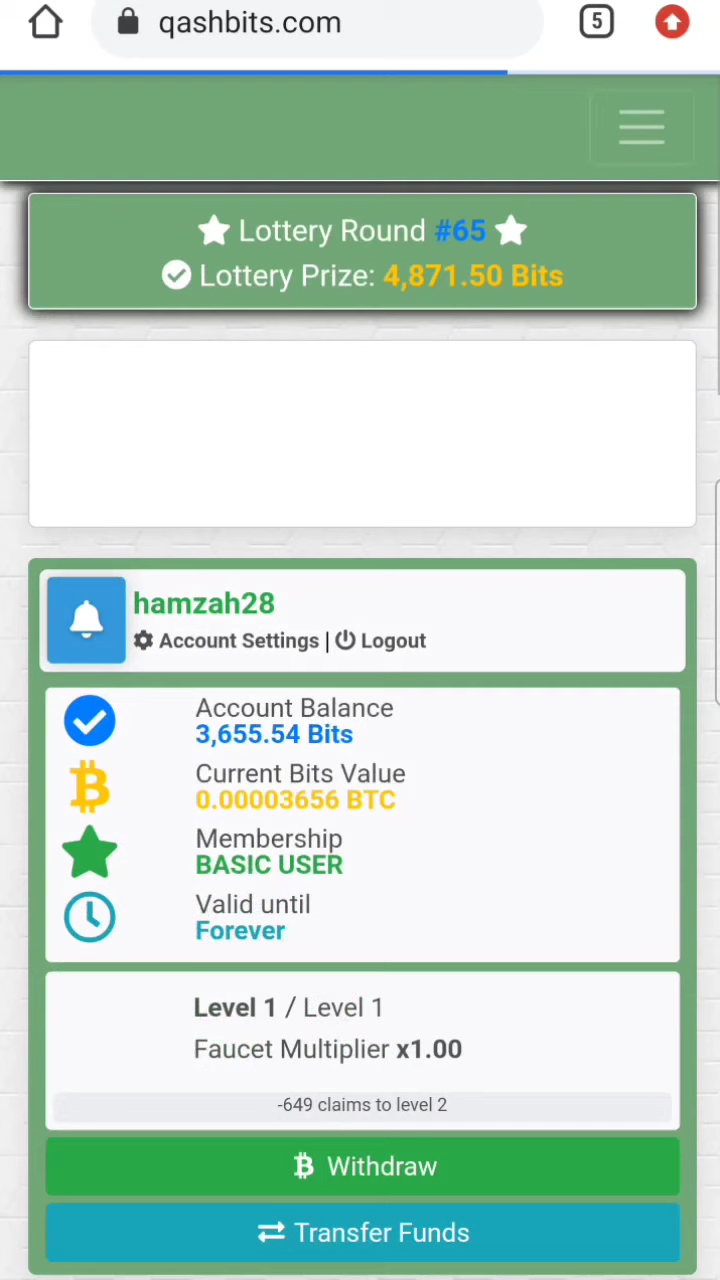 qashbits.com
5
Lottery Round #65
Lottery Prize: 4,871.50 Bits
hamzah28
Account Settings | Logout
Account Balance
3,655.54 Bits
Current Bits Value
0.00003656 BTC
Membership
BASIC USER
Valid until
Forever
Level 1 / Level 1
Faucet Multiplier x1.00
-649 claims to level 2
Withdraw
Transfer Funds